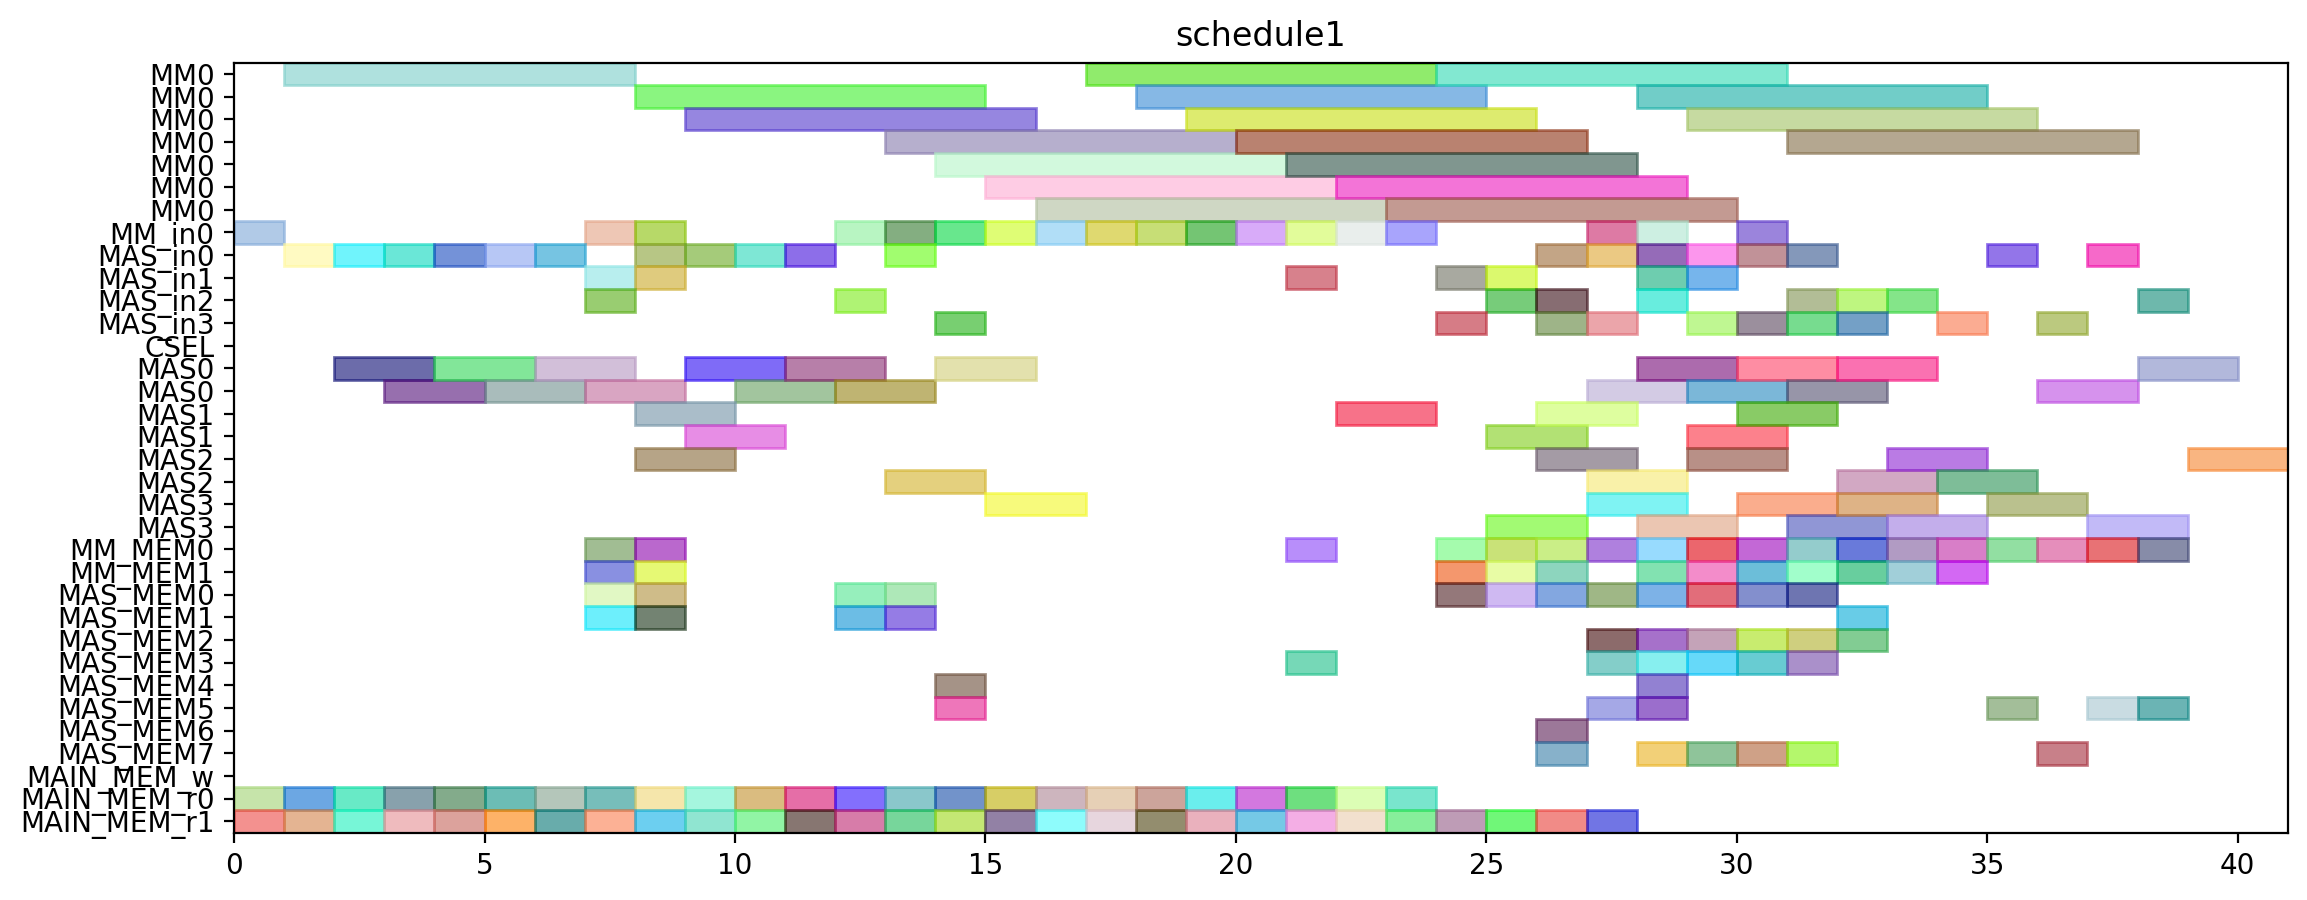 schedule1
MM0
MM0
MM0
MM0
MM0
MM0
MM0
MM_in0
MAS_in0
MAS_in1
MAS_in2
MAS_in3
CSEL
MAS0
MAS0
MAS1
MAS1
MAS2
MAS2
MAS3
MAS3
MM_MEM0
MM_MEM1
MAS_MEM0
MAS_MEM1
MAS_MEM2
MAS_MEM3
MAS_MEM4
MAS_MEM5
MAS_MEM6
MAS_MEM7
MAIN_MEM_w
MAIN_MEM_r0
MAIN_MEM_r1
0 5 10 15 20 25 30 35 40